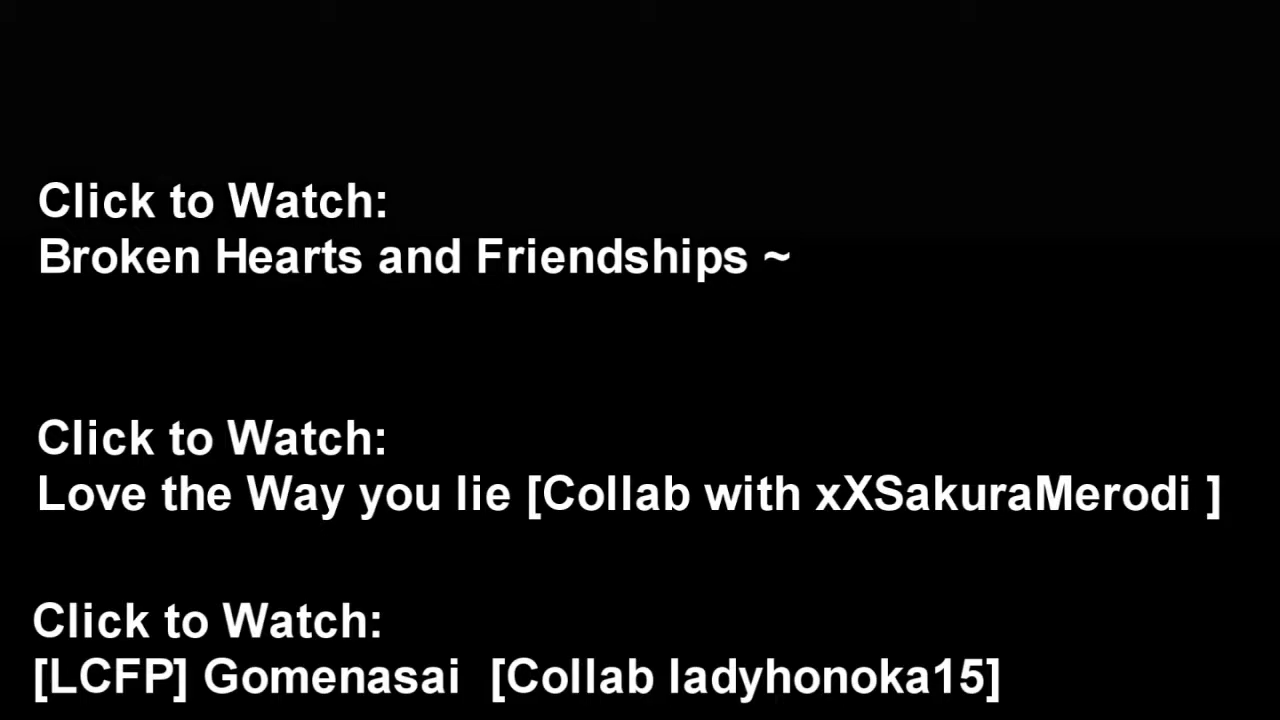 Click to Watch:
Broken Hearts and Friendships ~
Click to Watch:
Love the Way you lie [Collab with xXSakuraMerodi ]
Click to Watch:
[LCFP] Gomenasai  [Collab ladyhonoka15]